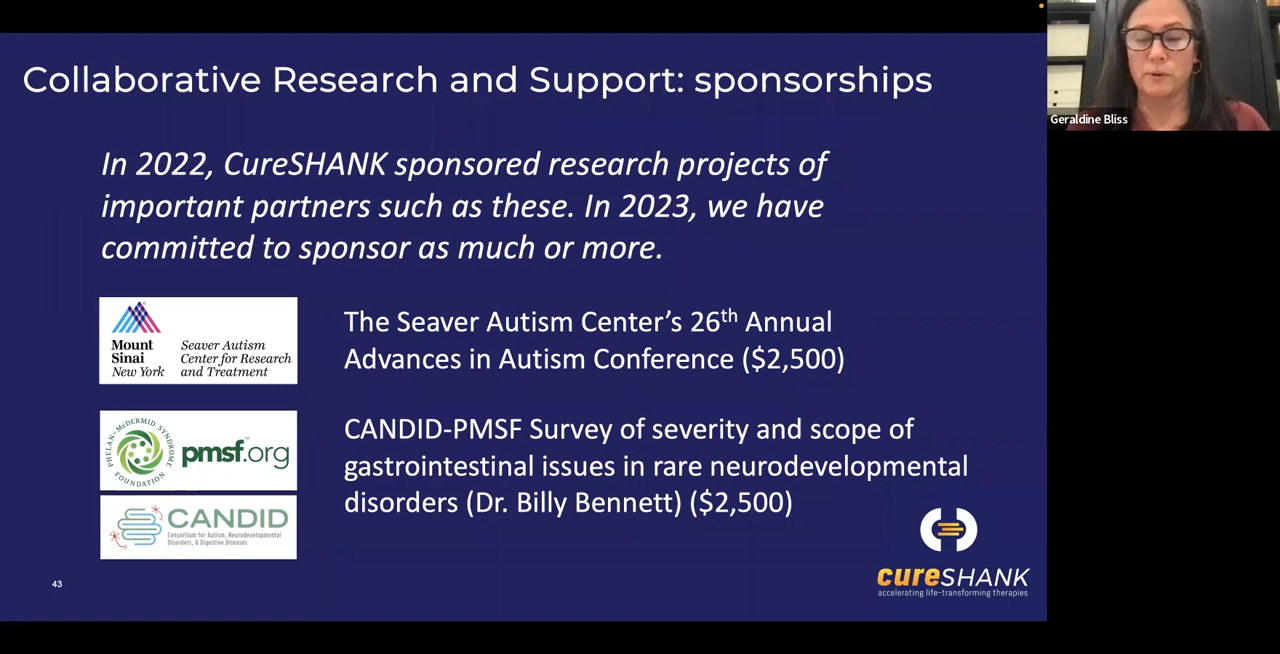 Collaborative Research and Support: sponsorships
Geraldine Bliss
In 2022, CureSHANK sponsored research projects of
important partners such as these. In 2023, we have
committed to sponsor as much or more.
Mount
Sinai
New York
Seaver Autism
Center for Research
and Treatment
The Seaver Autism Center’s 26th Annual
Advances in Autism Conference ($2,500)
PHELAN-McDERMID SYNDROME
FOUNDATION
pmsf.org
CANDID
Consortium for Autism, Neurodevelopmental
Disorders, & Digestive Diseases
CANDID-PMSF Survey of severity and scope of
gastrointestinal issues in rare neurodevelopmental
disorders (Dr. Billy Bennett) ($2,500)
cureSHANK
accelerating life-transforming therapies
43